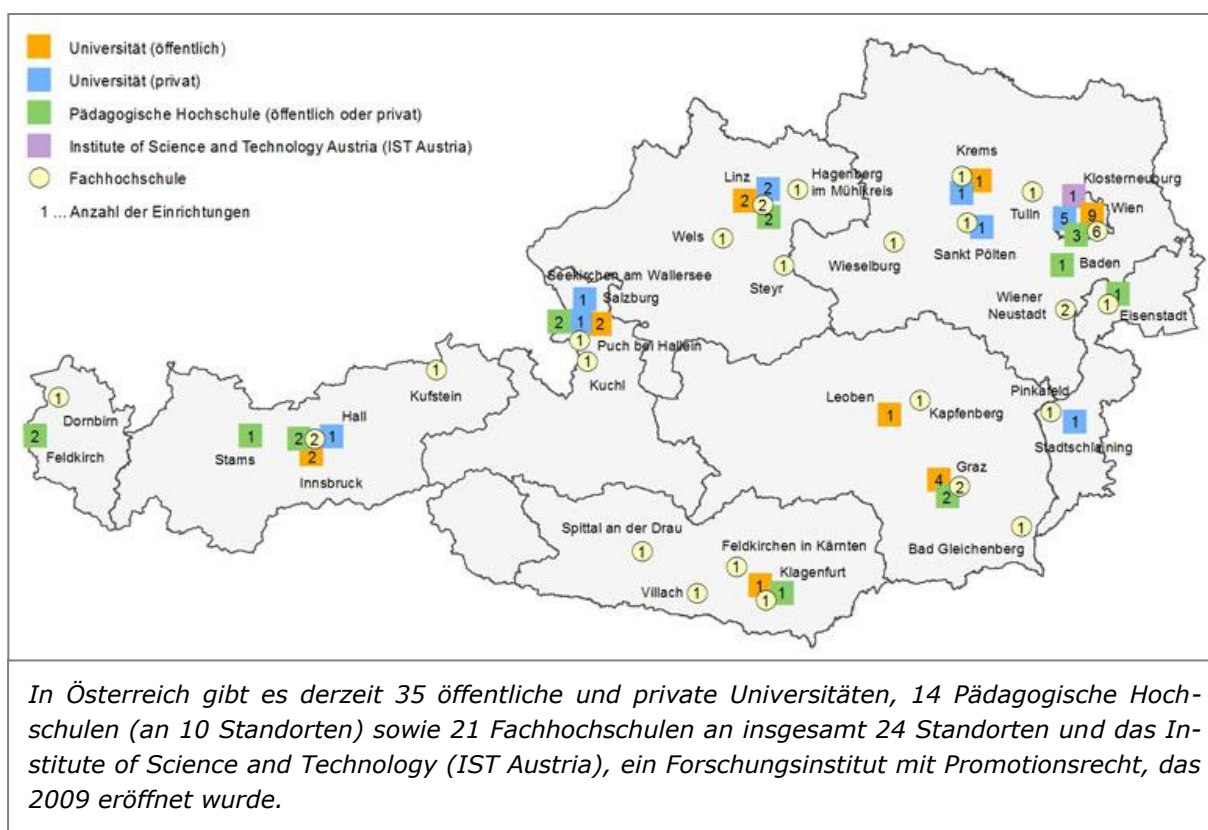 Universität (öffentlich)
Universität (privat)
Pädagogische Hochschule (öffentlich oder privat)
Institute of Science and Technology Austria (IST Austria)
Fachhochschule
1 ... Anzahl der Einrichtungen
Krems
1
1
1
Linz
2
2
2
2
Hagenberg
im Mühlkreis
1
Klosterneuburg
1
Tulln
1
Wien
5
9
3
6
Wels
1
Sankt Pölten
1
1
Wieselburg
1
Steyr
1
Baden
1
Seekirchen am Wallersee
1
Salzburg
2
1
2
Wiener
Neustadt
2
1
1
Eisenstadt
Puch bei Hallein
1
Kuchl
1
Kufstein
1
Dornbirn
1
2
Feldkirch
Stams
1
Hall
2
2
1
2
Innsbruck
Leoben
1
Kapfenberg
1
Pinkafeld
1
1
Stadtschlaining
Graz
4
2
2
Bad Gleichenberg
1
Spittal an der Drau
1
Feldkirchen in Kärnten
1
Klagenfurt
1
1
1
Villach
1
In Österreich gibt es derzeit 35 öffentliche und private Universitäten, 14 Pädagogische Hoch-
schulen (an 10 Standorten) sowie 21 Fachhochschulen an insgesamt 24 Standorten und das In-
stitute of Science and Technology (IST Austria), ein Forschungsinstitut mit Promotionsrecht, das
2009 eröffnet wurde.